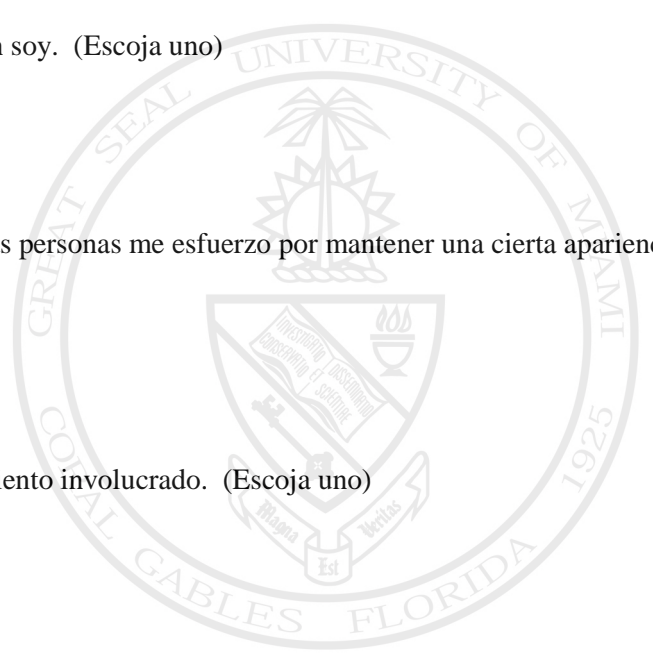 n soy. (Escoja uno)
s personas me esfuerzo por mantener una cierta aparienc
iento involucrado. (Escoja uno)
GREAT SEAL UNIVERSITY OF MIAMI
CORAL GABLES FLORIDA 1925
Magna Est Veritas